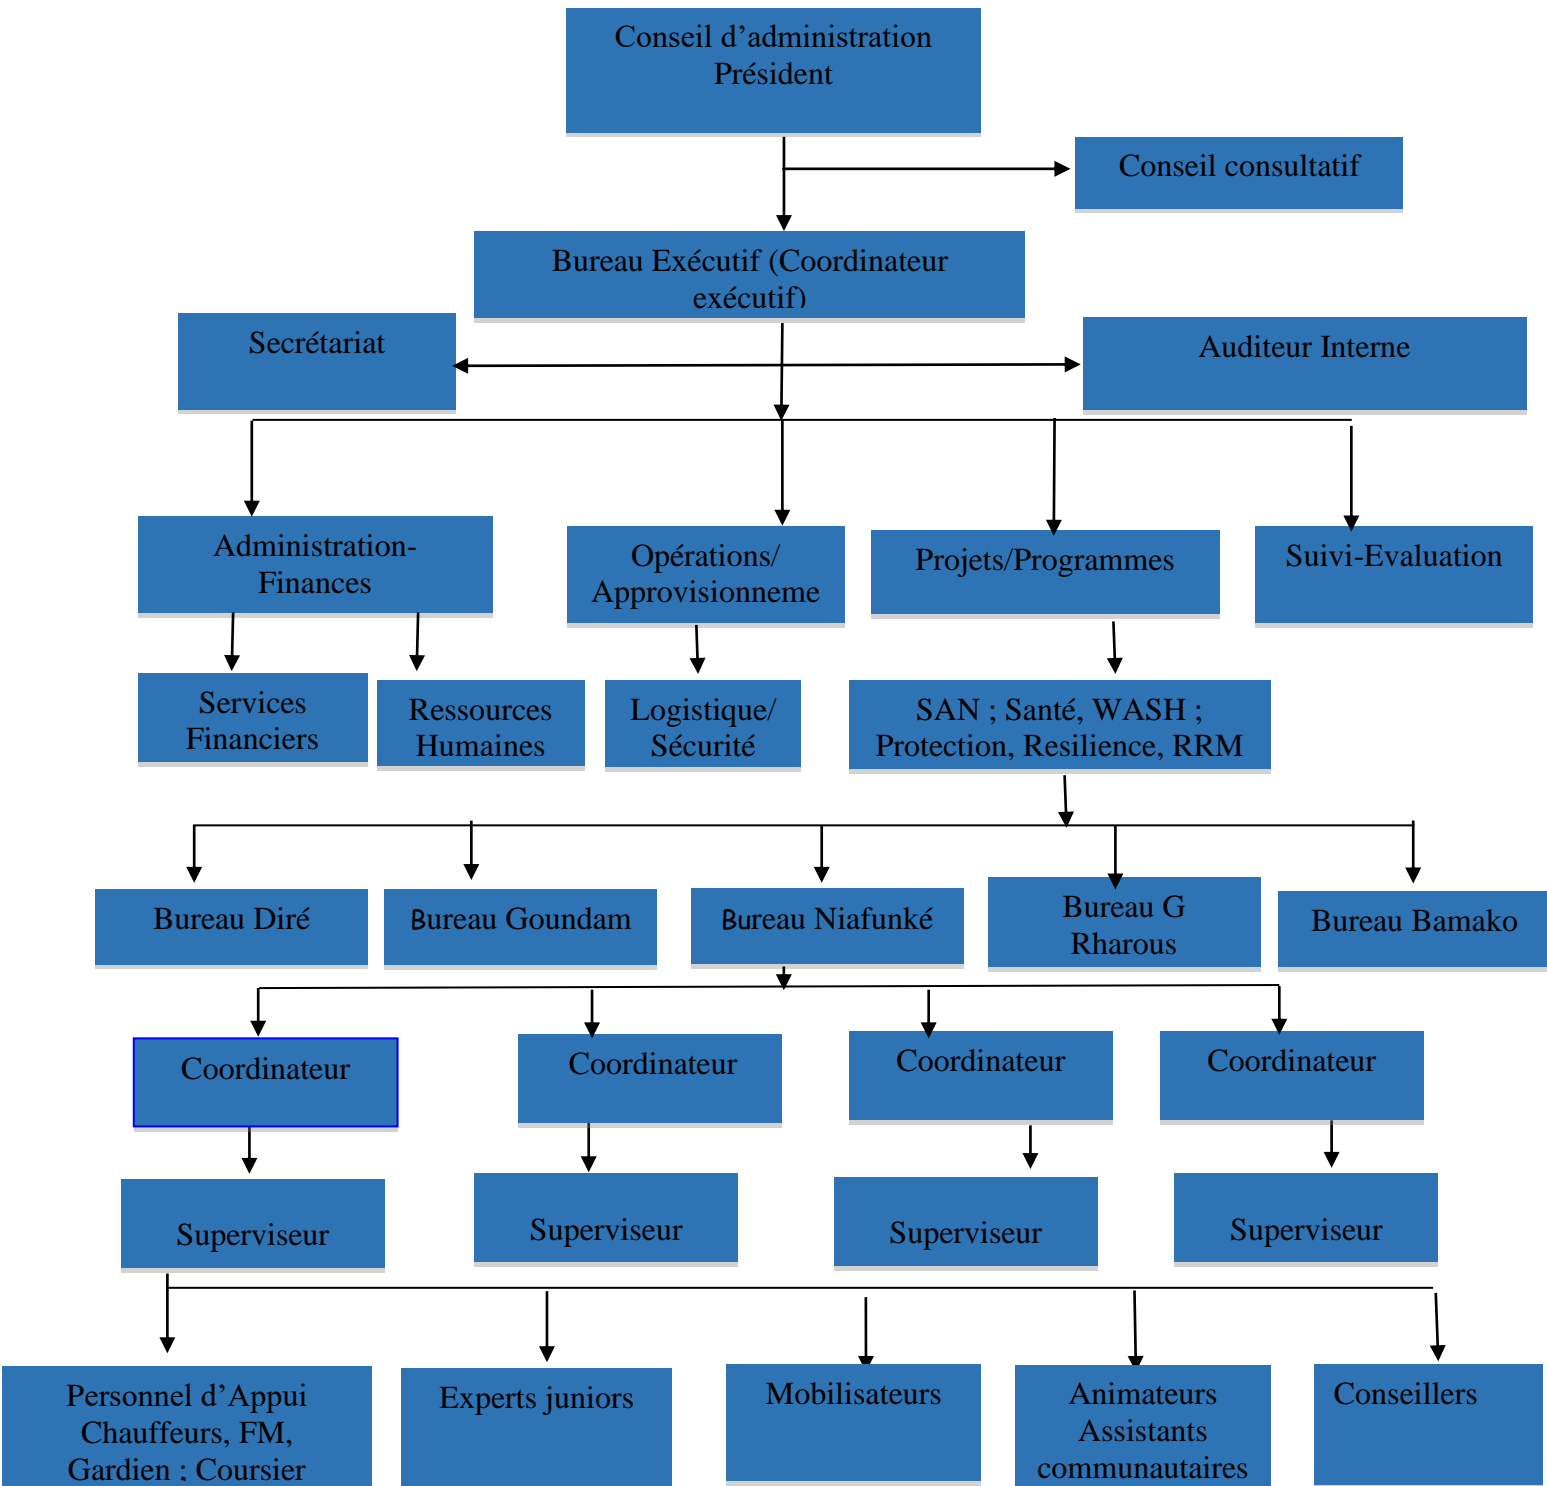 Conseil d’administration
Président
Conseil consultatif
Bureau Exécutif (Coordinateur
exécutif)
Secrétariat
Auditeur Interne
Administration-
Finances
Opérations/
Approvisionneme
Projets/Programmes
Suivi-Evaluation
Services
Financiers
Ressources
Humaines
Logistique/
Sécurité
SAN ; Santé, WASH ;
Protection, Resilience, RRM
Bureau Diré
Bureau Goundam
Bureau Niafunké
Bureau G
Rharous
Bureau Bamako
Coordinateur
Coordinateur
Coordinateur
Coordinateur
Superviseur
Superviseur
Superviseur
Superviseur
Personnel d’Appui
Chauffeurs, FM,
Gardien ; Coursier
Experts juniors
Mobilisateurs
Animateurs
Assistants
communautaires
Conseillers